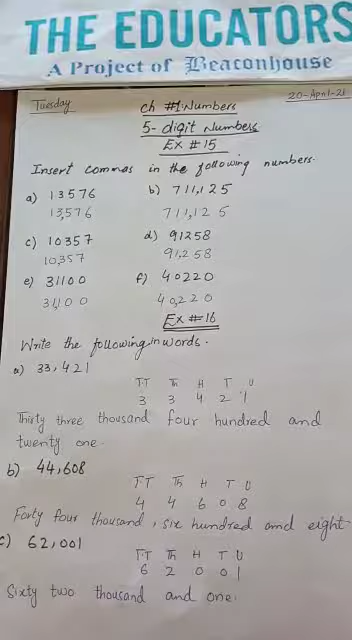 THE EDUCATORS
A Project of Beaconhouse
Tuesday ch #1.Numbers 20-April-21
5-digit Numbers
EX #15
Insert commas in the following numbers.
a) 13576 b) 711,125
13,576 711,125
c) 10357 d) 91258
10,357 91,258
e) 31100 f) 40220
31,100 40,220
EX #16
Write the following in words.
a) 33,421
T.T Th H T U
3 3 4 2 1
Thirty three thousand four hundred and
twenty one.
b) 44,608
T.T Th H T U
4 4 6 0 8
Forty four thousand, six hundred and eight.
c) 62,001
T.T Th H T U
6 2 0 0 1
Sixty two thousand and one.